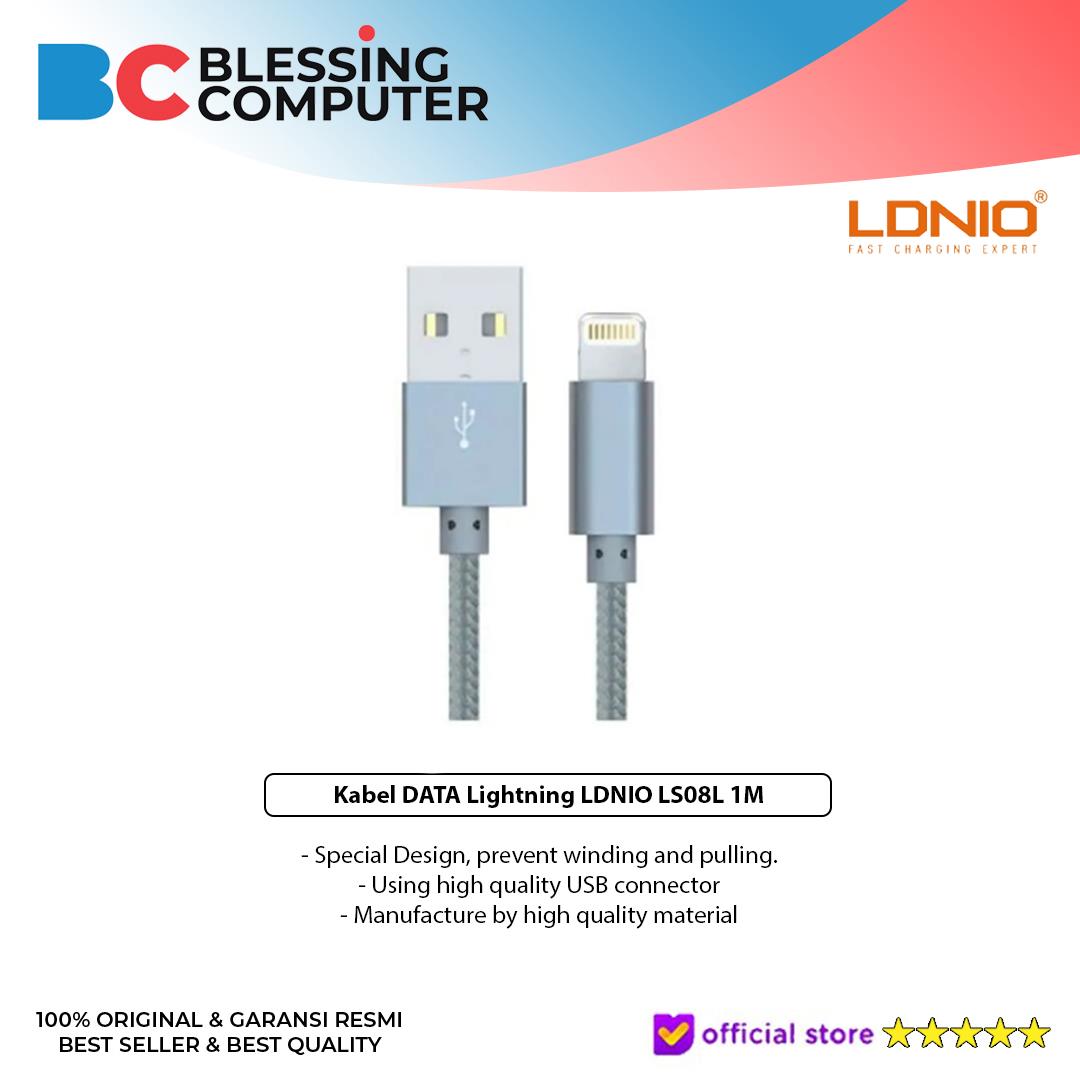 BC BLESSING
COMPUTER
LDNIO®
FAST CHARGING EXPERT
Kabel DATA Lightning LDNIO LS08L 1M
- Special Design, prevent winding and pulling.
- Using high quality USB connector
- Manufacture by high quality material
100% ORIGINAL & GARANSI RESMI
BEST SELLER & BEST QUALITY
official store